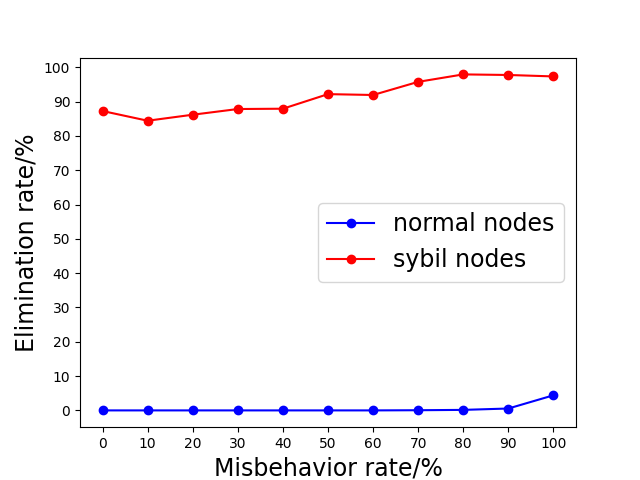 100
90
80
70
60
50
40
30
20
10
0
Elimination rate/%
normal nodes
sybil nodes
0 10 20 30 40 50 60 70 80 90 100
Misbehavior rate/%